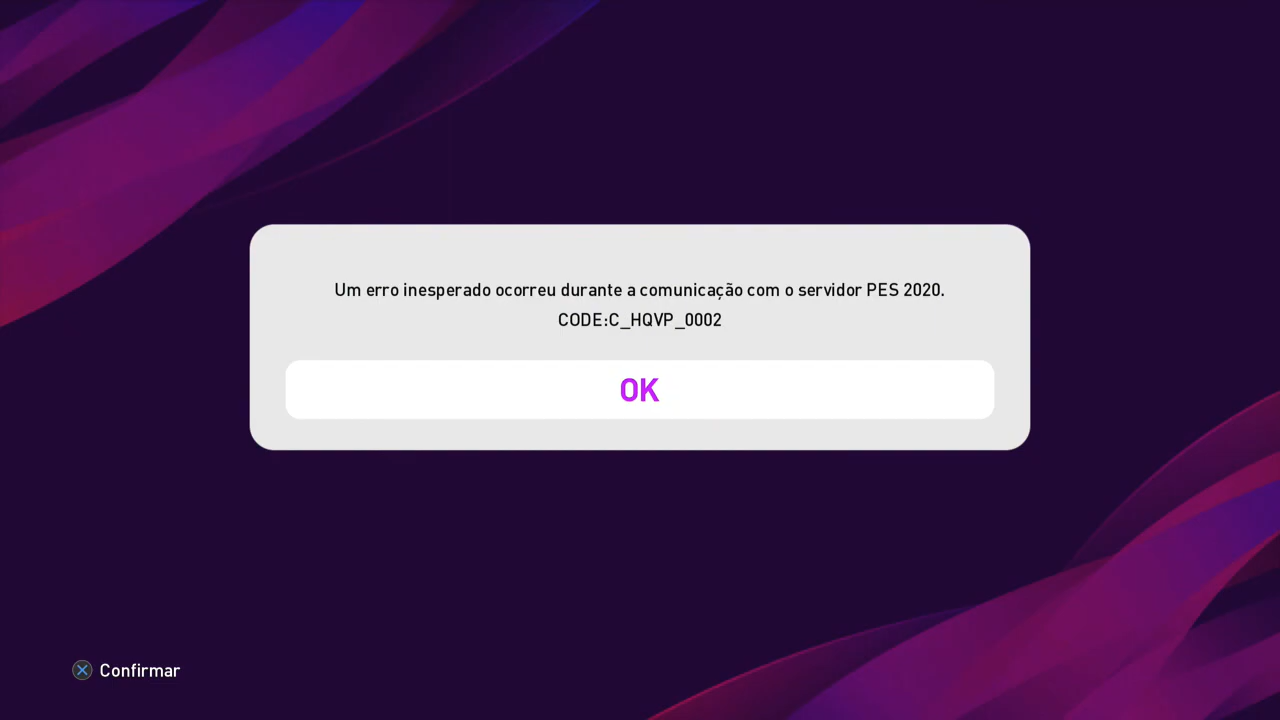 Um erro inesperado ocorreu durante a comunicação com o servidor PES 2020.
CODE:C_HQVP_0002
OK
Confirmar